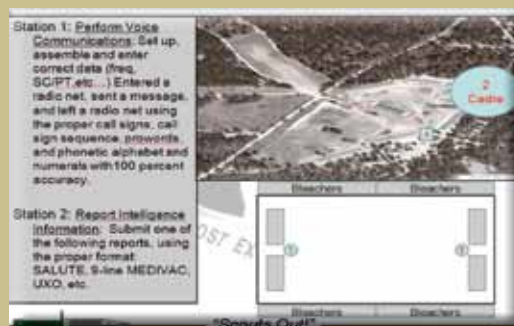 Station 1: Perform Voice
Communications: Set up,
assemble and enter
correct data (freq,
SC/PT,etc...) Entered a
radio net, sent a message,
and left a radio net using
the proper call signs, call
sign sequence, prowords,
and phonetic alphabet and
numerals with 100 percent
accuracy.
Station 2: Report Intelligence
Information: Submit one of
the following reports, using
the proper format:
SALUTE, 9-line MEDIVAC,
UXO, etc.
2
Cadre
Bleachers
Bleachers
OST EX
1
Bleachers
Bleachers
"Scouts Out!"